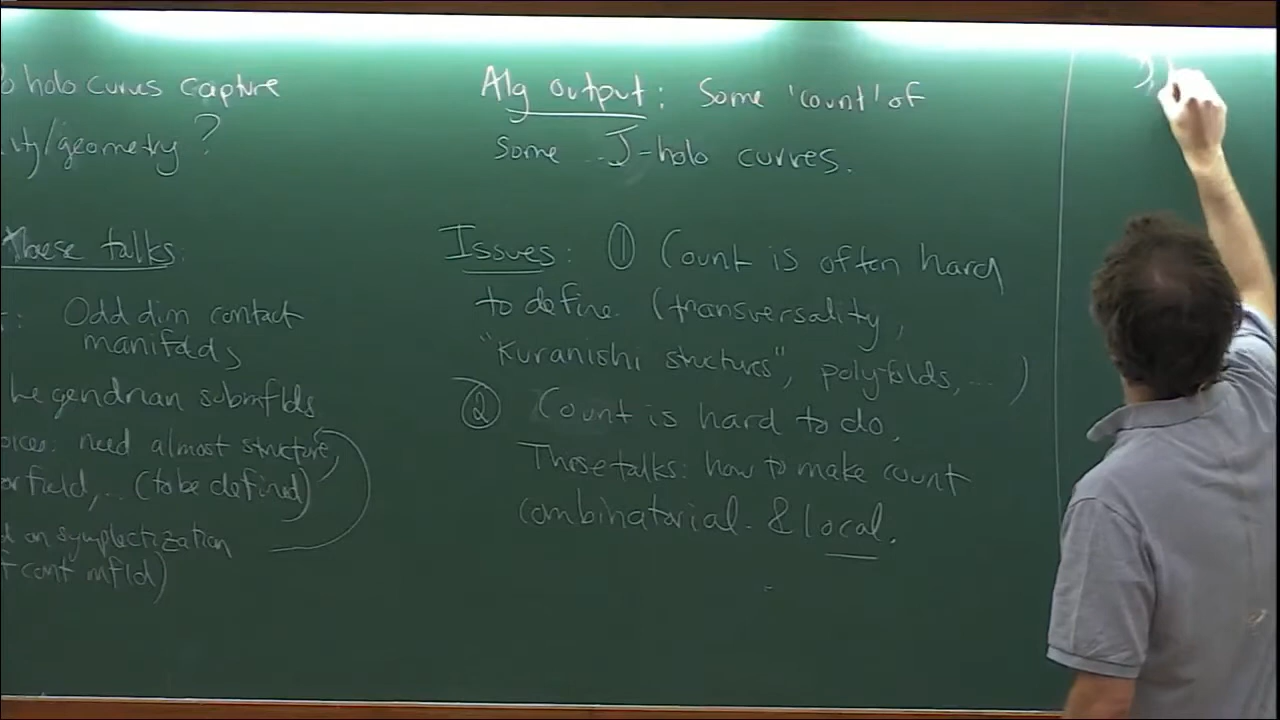 holo curves capture
ity/geometry?
These talks:
: Odd dim contact
manifolds
Legendrian submflds
oices: need almost structure,
or field, ... (to be defined)
d on symplectization
f cont mfld)
Alg output: Some 'count' of
some J-holo curves.
Issues: ① Count is often hard
to define. (transversality,
"Kuranishi structures", polyfolds, ... )
② Count is hard to do.
These talks: how to make count
combinatorial. & local.